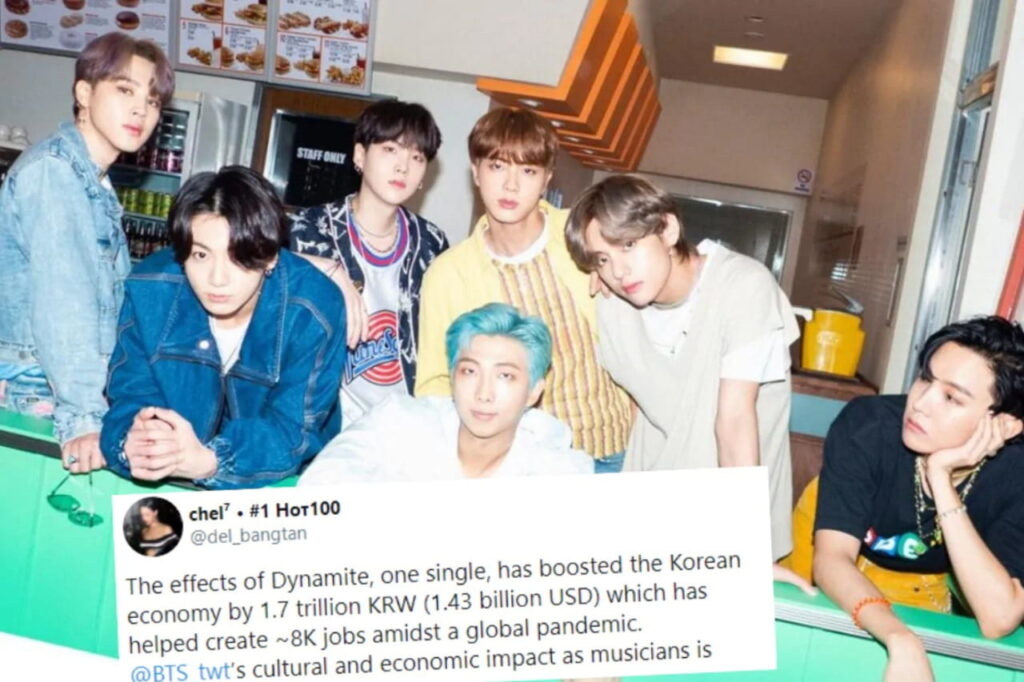 STAFF ONLY
chel⁷ • #1 Hoт100
@del_bangtan
The effects of Dynamite, one single, has boosted the Korean
economy by 1.7 trillion KRW (1.43 billion USD) which has
helped create ~8K jobs amidst a global pandemic.
@BTS_twt's cultural and economic impact as musicians is